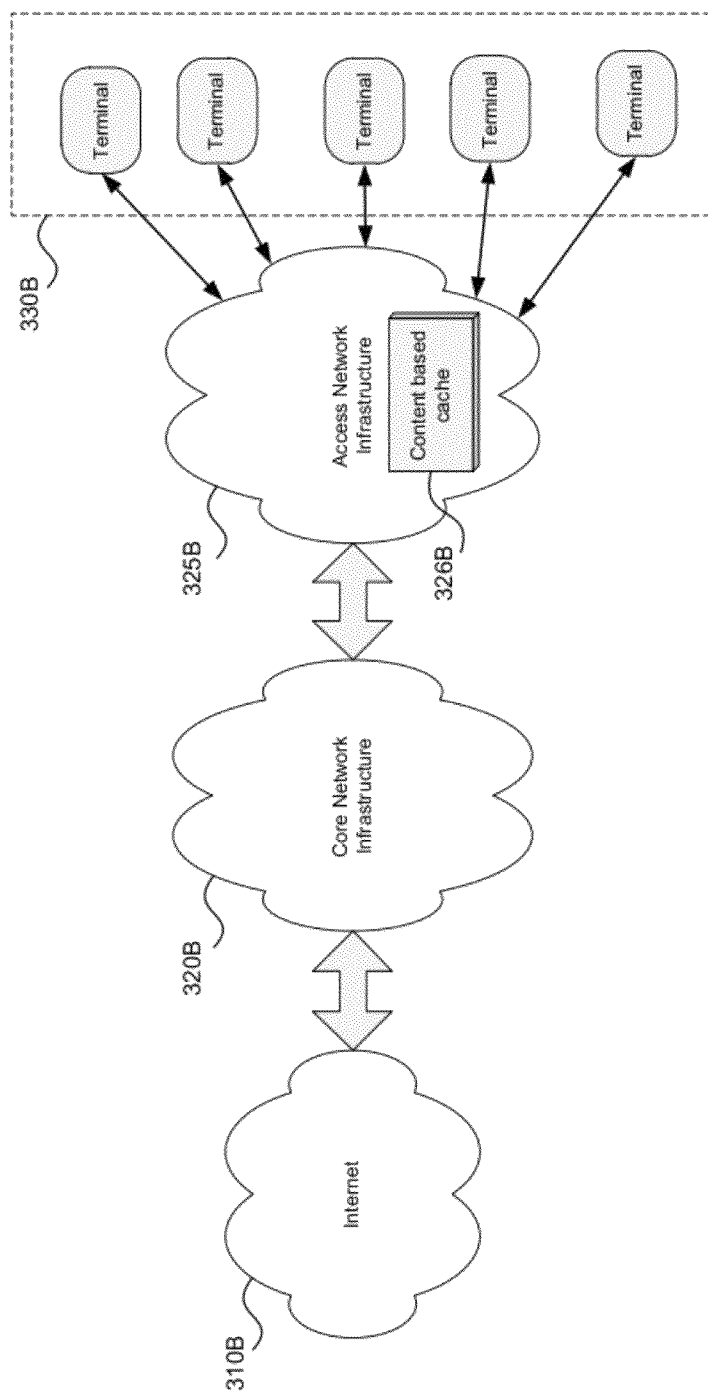 310B
Internet
320B
Core Network
Infrastructure
325B
Access Network
Infrastructure
326B
Content based
cache
330B
Terminal
Terminal
Terminal
Terminal
Terminal